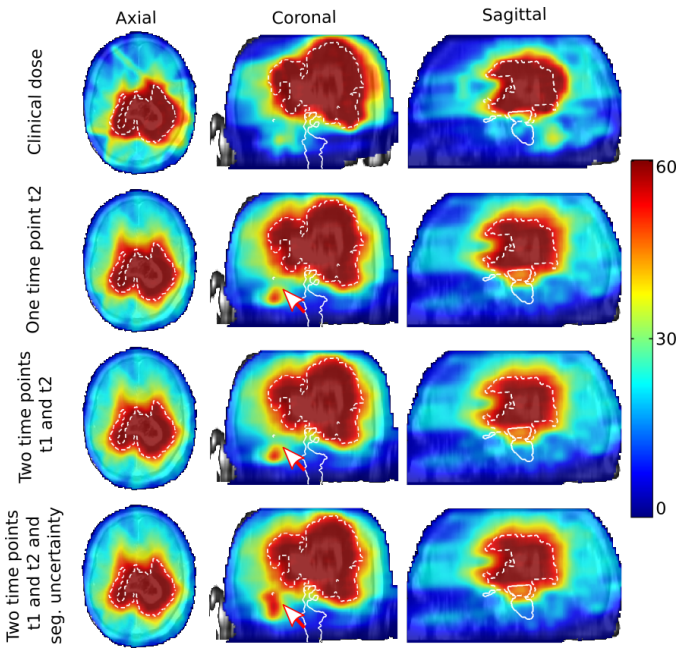 Axial
Coronal
Sagittal
Clinical dose
One time point t2
Two time points
t1 and t2
Two time points
t1 and t2 and
seg. uncertainty
60
30
0